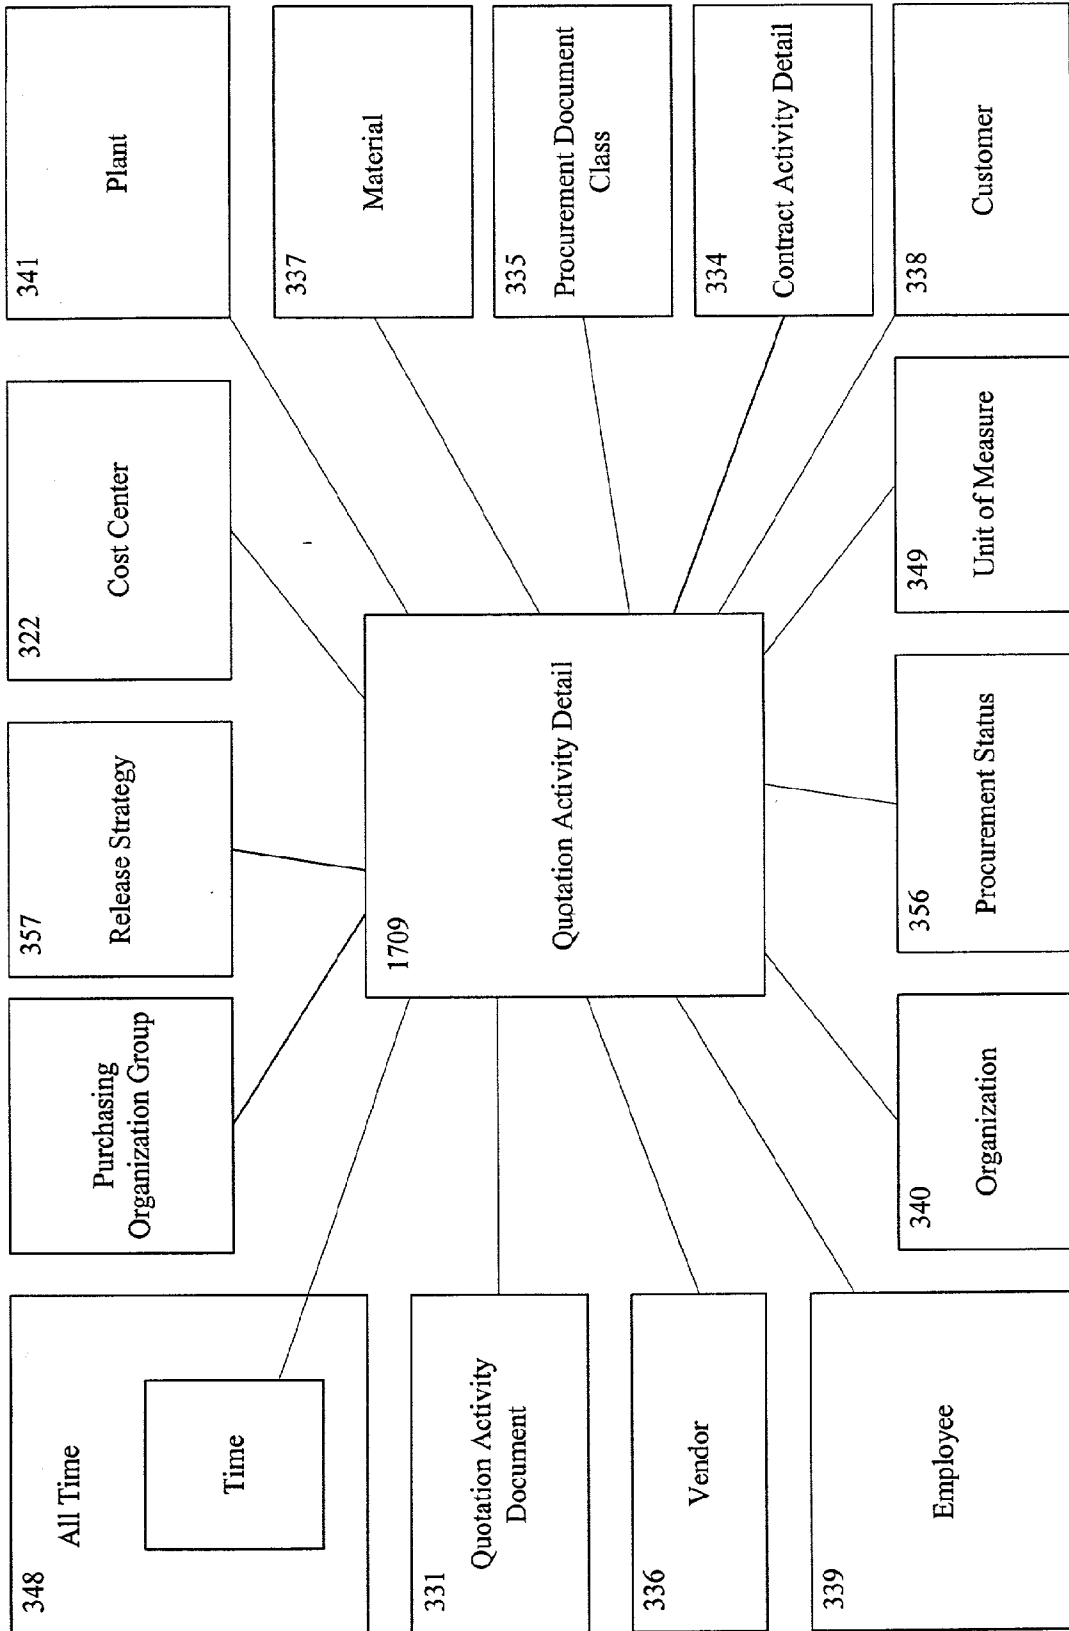 348
All Time
Time
Purchasing
Organization Group
357
Release Strategy
322
Cost Center
341
Plant
331
Quotation Activity
Document
1709
Quotation Activity Detail
337
Material
336
Vendor
335
Procurement Document
Class
334
Contract Activity Detail
339
Employee
340
Organization
356
Procurement Status
349
Unit of Measure
338
Customer